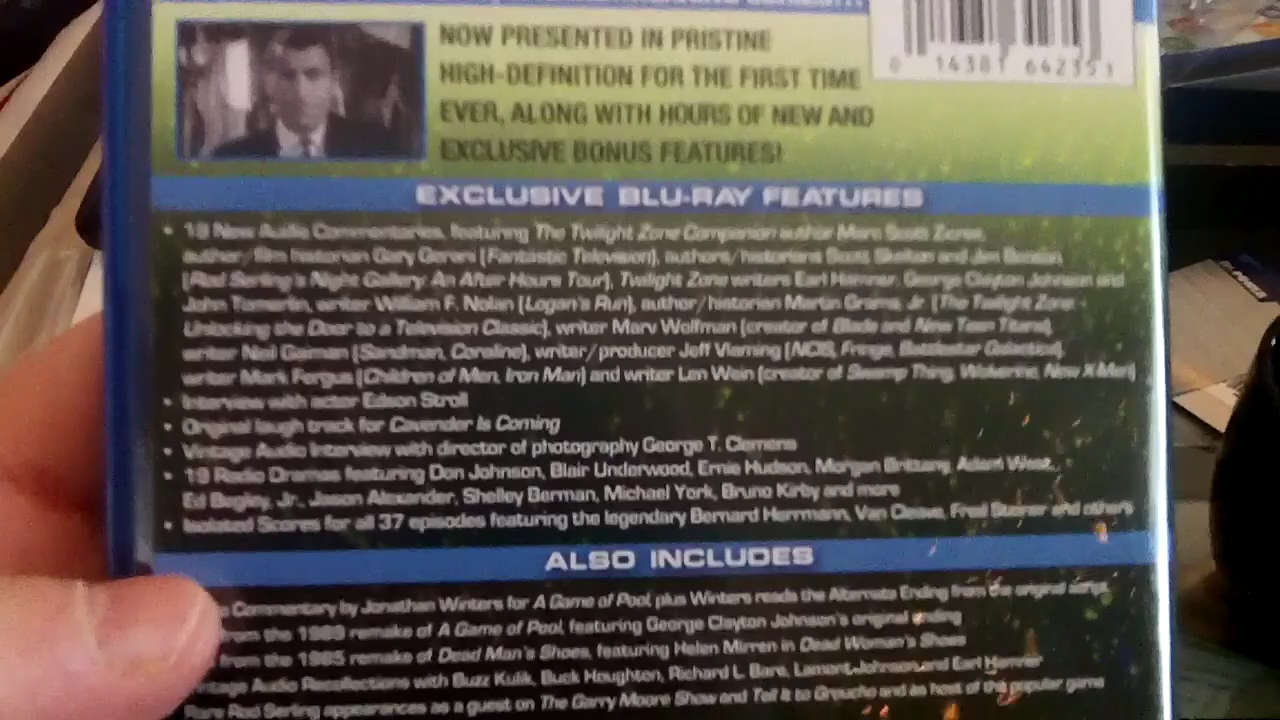 NOW PRESENTED IN PRISTINE
HIGH-DEFINITION FOR THE FIRST TIME
EVER, ALONG WITH HOURS OF NEW AND
EXCLUSIVE BONUS FEATURES!
0 14381 64235 1
EXCLUSIVE BLU-RAY FEATURES
• 19 New Audio Commentaries, featuring The Twilight Zone Companion author Marc Scott Zicree,
author/film historian Gary Gerani (Fantastic Television), authors/historians Scott Skelton and Jim Benson
(Rod Serling's Night Gallery: An After-Hours Tour), Twilight Zone writers Earl Hamner, George Clayton Johnson and
John Tomerlin, writer William F. Nolan (Logan's Run), author/historian Martin Grams, Jr. (The Twilight Zone:
Unlocking the Door to a Television Classic), writer Marv Wolfman (creator of Blade and New Teen Titans),
writer Neil Gaiman (Sandman, Coraline), writer/producer Jeff Vlaming (NCIS, Fringe, Battlestar Galactica),
writer Mark Fergus (Children of Men, Iron Man) and writer Len Wein (creator of Swamp Thing, Wolverine, New X-Men)
• Interview with actor Edson Stroll
• Original laugh track for Cavender Is Coming
• Vintage Audio Interview with director of photography George T. Clemens
• 19 Radio Dramas featuring Don Johnson, Blair Underwood, Ernie Hudson, Morgan Brittany, Adam West,
Ed Begley, Jr., Jason Alexander, Shelley Berman, Michael York, Bruno Kirby and more
• Isolated Scores for all 37 episodes featuring the legendary Bernard Herrmann, Van Cleave, Fred Steiner and others
ALSO INCLUDES
Commentary by Jonathan Winters for A Game of Pool, plus Winters reads the Alternate Ending from the original script
from the 1989 remake of A Game of Pool, featuring George Clayton Johnson's original ending
from the 1985 remake of Dead Man's Shoes, featuring Helen Mirren in Dead Woman's Shoes
Audio Recollections with Buzz Kulik, Buck Houghton, Richard L. Bare, Lamont Johnson and Earl Hamner
Rare Rod Serling appearances as a guest on The Garry Moore Show and Tell It to Groucho and as host of the popular game